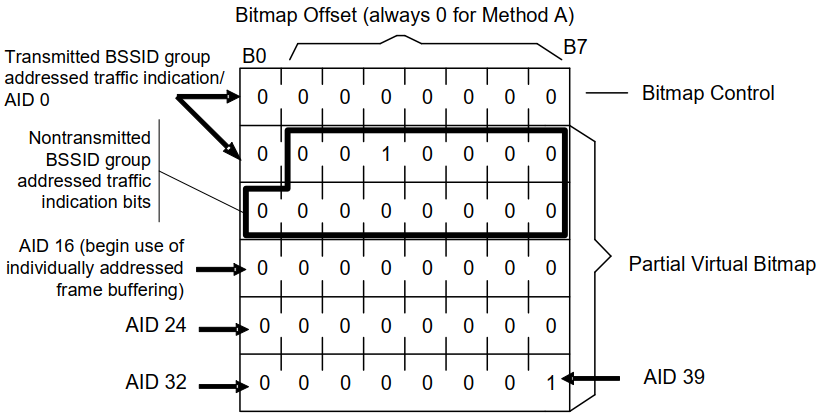 Bitmap Offset (always 0 for Method A)
B0
B7
Transmitted BSSID group
addressed traffic indication/
AID 0
0 0 0 0 0 0 0 0
Bitmap Control
Nontransmitted
BSSID group
addressed traffic
indication bits
0 0 0 1 0 0 0 0
0 0 0 0 0 0 0 0
AID 16 (begin use of
individually addressed
frame buffering)
0 0 0 0 0 0 0 0
Partial Virtual Bitmap
AID 24
0 0 0 0 0 0 0 0
AID 32
0 0 0 0 0 0 0 1
AID 39